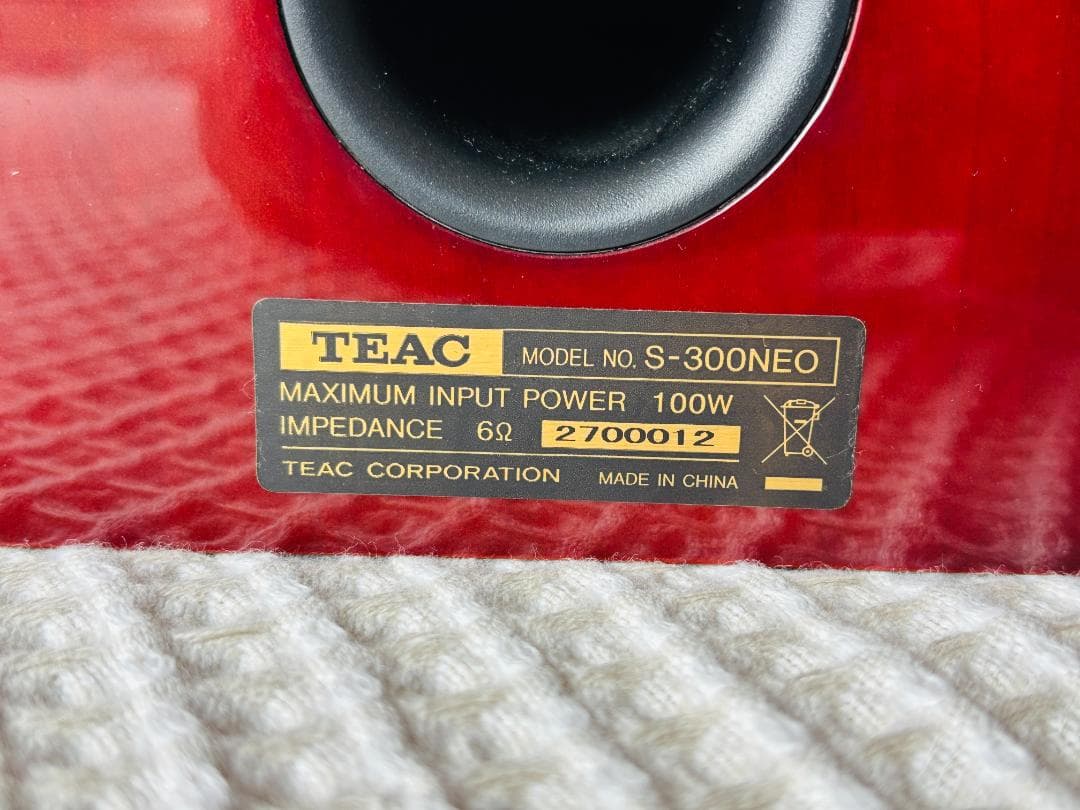 TEAC MODEL NO. S-300NEO
MAXIMUM INPUT POWER 100W
IMPEDANCE 6Ω 2700012
TEAC CORPORATION MADE IN CHINA